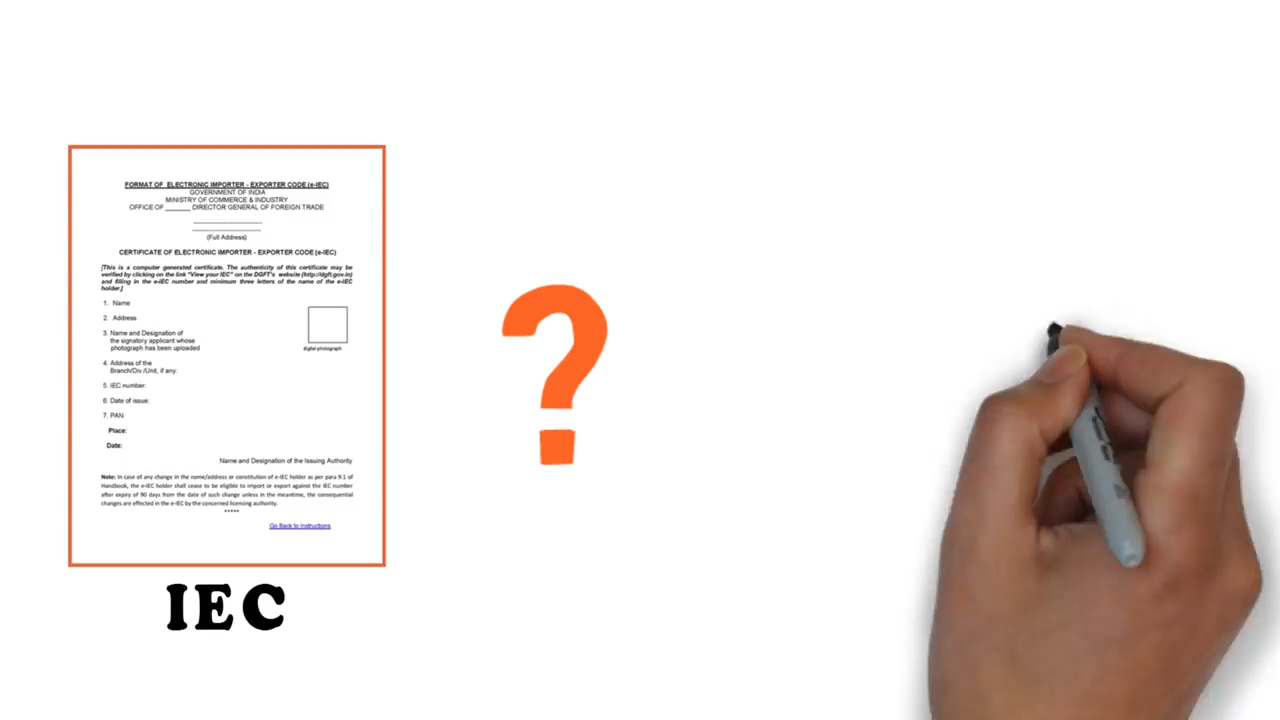 FORMAT OF ELECTRONIC IMPORTER - EXPORTER CODE (e-IEC)
GOVERNMENT OF INDIA
MINISTRY OF COMMERCE & INDUSTRY
OFFICE OF ______ DIRECTOR GENERAL OF FOREIGN TRADE
(Full Address)
CERTIFICATE OF ELECTRONIC IMPORTER - EXPORTER CODE (e-IEC)
[This is a computer generated certificate. The authenticity of this certificate may be
verified by clicking on the link "View your IEC" on the DGFT's website (http://dgft.gov.in)
and filling in the e-IEC number and minimum three letters of the name of the e-IEC
holder.]
1. Name
2. Address
3. Name and Designation of
the signatory applicant whose
photograph has been uploaded
digital photograph
4. Address of the
Branch/Div./Unit, if any:
5. IEC number:
6. Date of issue:
7. PAN
Place:
Date:
Name and Designation of the Issuing Authority
Note: In case of any change in the name/address or constitution of e-IEC holder as per para 9.1 of
Handbook, the e-IEC holder shall cease to be eligible to import or export against the IEC number
after expiry of 90 days from the date of such change unless in the meantime, the consequential
changes are effected in the e-IEC by the concerned licensing authority.
*****
Go Back to Instructions
IEC
?